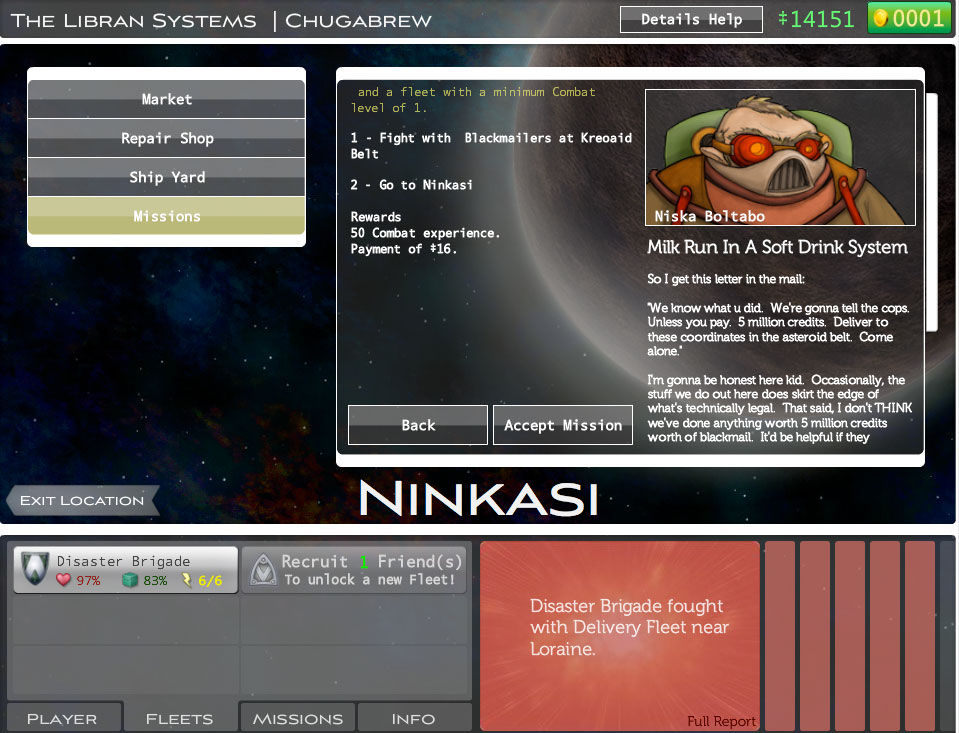 The Libran Systems | Chugabrew
Details Help
‡14151
0001
Market
Repair Shop
Ship Yard
Missions
and a fleet with a minimum Combat
level of 1.
1 - Fight with  Blackmailers at Kreoaid
Belt
2 - Go to Ninkasi
Rewards
50 Combat experience.
Payment of ‡16.
Back
Accept Mission
Niska Boltabo
Milk Run In A Soft Drink System
So I get this letter in the mail:
"We know what u did.  We're gonna tell the cops.
Unless you pay.  5 million credits.  Deliver to
these coordinates in the asteroid belt.  Come
alone."
I'm gonna be honest here kid.  Occasionally, the
stuff we do out here does skirt the edge of
what's technically legal.  That said, I don't THINK
we've done anything worth 5 million credits
worth of blackmail.  It'd be helpful if they
Exit Location
Ninkasi
Disaster Brigade
97%
83%
6/6
Recruit 1 Friend(s)
To unlock a new Fleet!
Disaster Brigade fought
with Delivery Fleet near
Loraine.
Full Report
Player
Fleets
Missions
Info